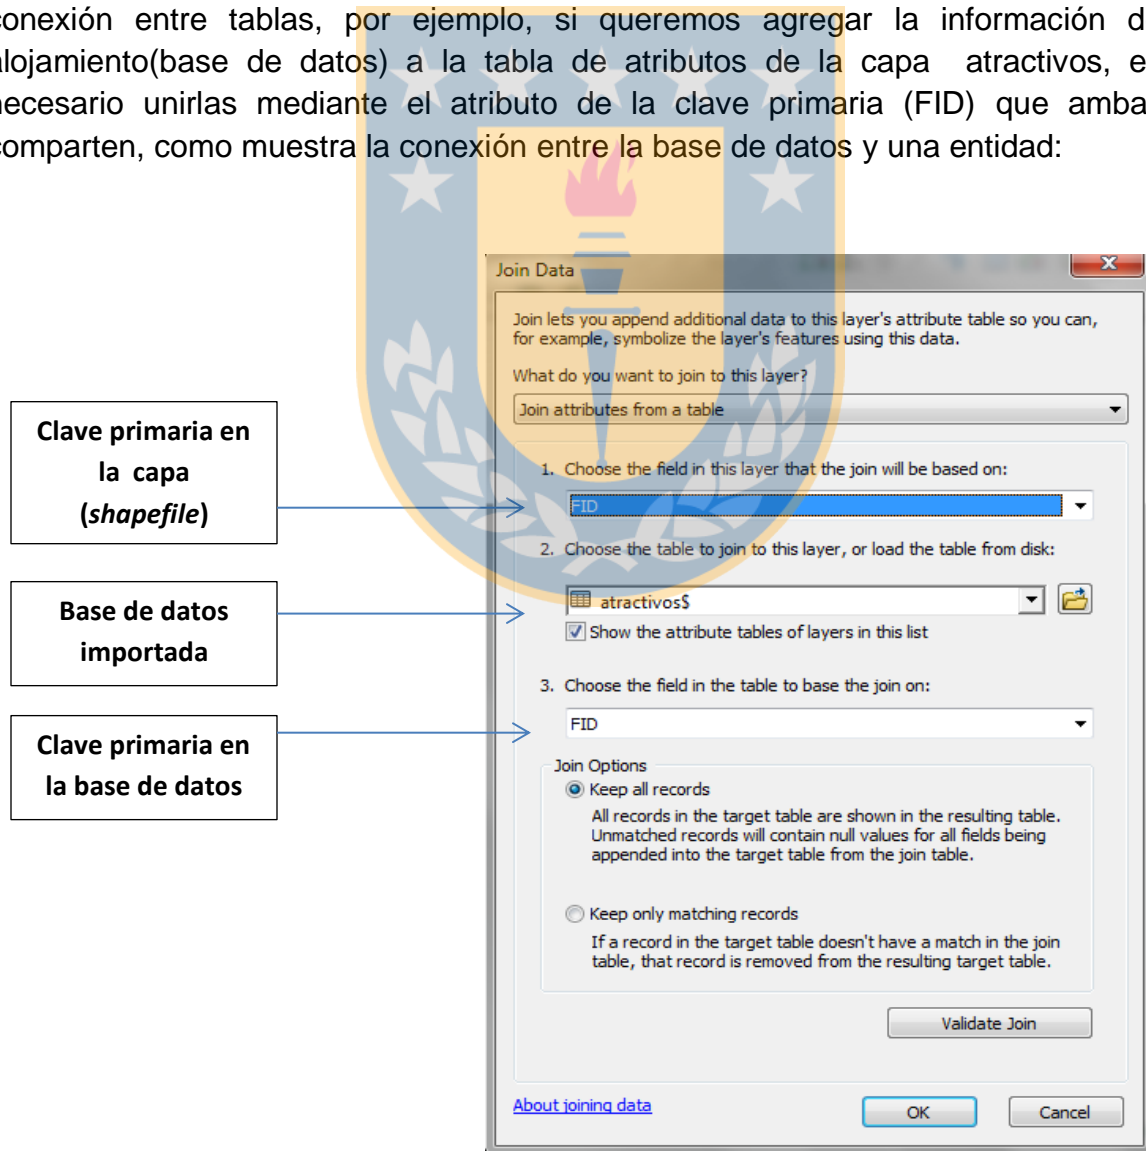 conexión entre tablas, por ejemplo, si queremos agregar la información d
alojamiento(base de datos) a la tabla de atributos de la capa atractivos, e
necesario unirlas mediante el atributo de la clave primaria (FID) que amba
comparten, como muestra la conexión entre la base de datos y una entidad:
Join Data
Join lets you append additional data to this layer's attribute table so you can,
for example, symbolize the layer's features using this data.
What do you want to join to this layer?
Join attributes from a table
Clave primaria en
la capa
(shapefile)
1. Choose the field in this layer that the join will be based on:
FID
2. Choose the table to join to this layer, or load the table from disk:
Base de datos
importada
atractivos$
Show the attribute tables of layers in this list
3. Choose the field in the table to base the join on:
Clave primaria en
la base de datos
FID
Join Options
Keep all records
All records in the target table are shown in the resulting table.
Unmatched records will contain null values for all fields being
appended into the target table from the join table.
Keep only matching records
If a record in the target table doesn't have a match in the join
table, that record is removed from the resulting target table.
Validate Join
About joining data
OK
Cancel